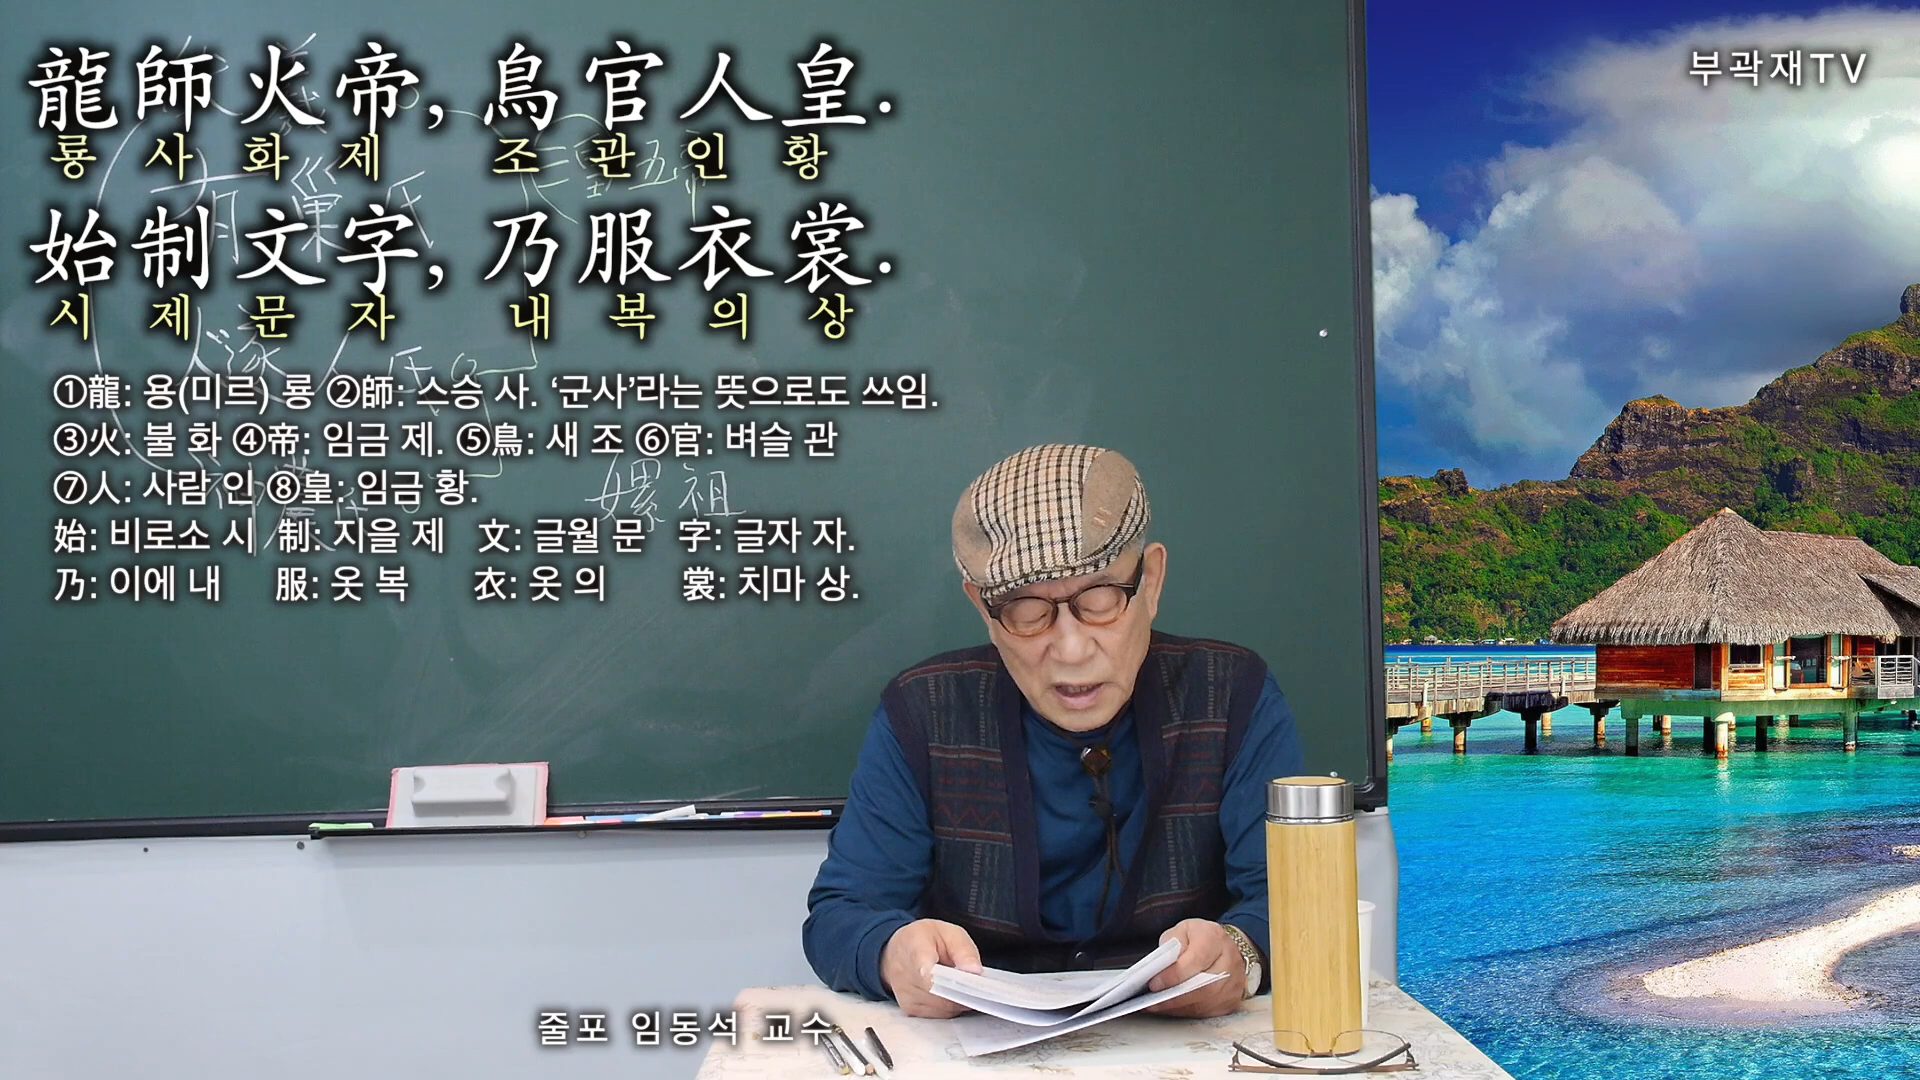 龍師火帝, 鳥官人皇.
룡 사 화 제 조 관 인 황
始制文字, 乃服衣裳.
시 제 문 자 내 복 의 상
①龍: 용(미르) 룡 ②師: 스승 사. ‘군사’라는 뜻으로도 쓰임.
③火: 불 화 ④帝: 임금 제. ⑤鳥: 새 조 ⑥官: 벼슬 관
⑦人: 사람 인 ⑧皇: 임금 황.
始: 비로소 시 制: 지을 제 文: 글월 문 字: 글자 자.
乃: 이에 내 服: 옷 복 衣: 옷 의 裳: 치마 상.
부곽재TV
有巢氏
嫘祖
줄포 임동석 교수